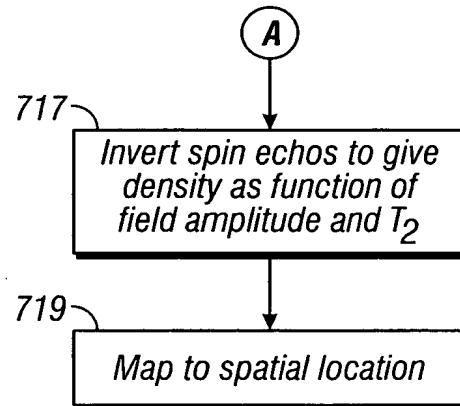 A
717
Invert spin echos to give
density as function of
field amplitude and T2
719
Map to spatial location